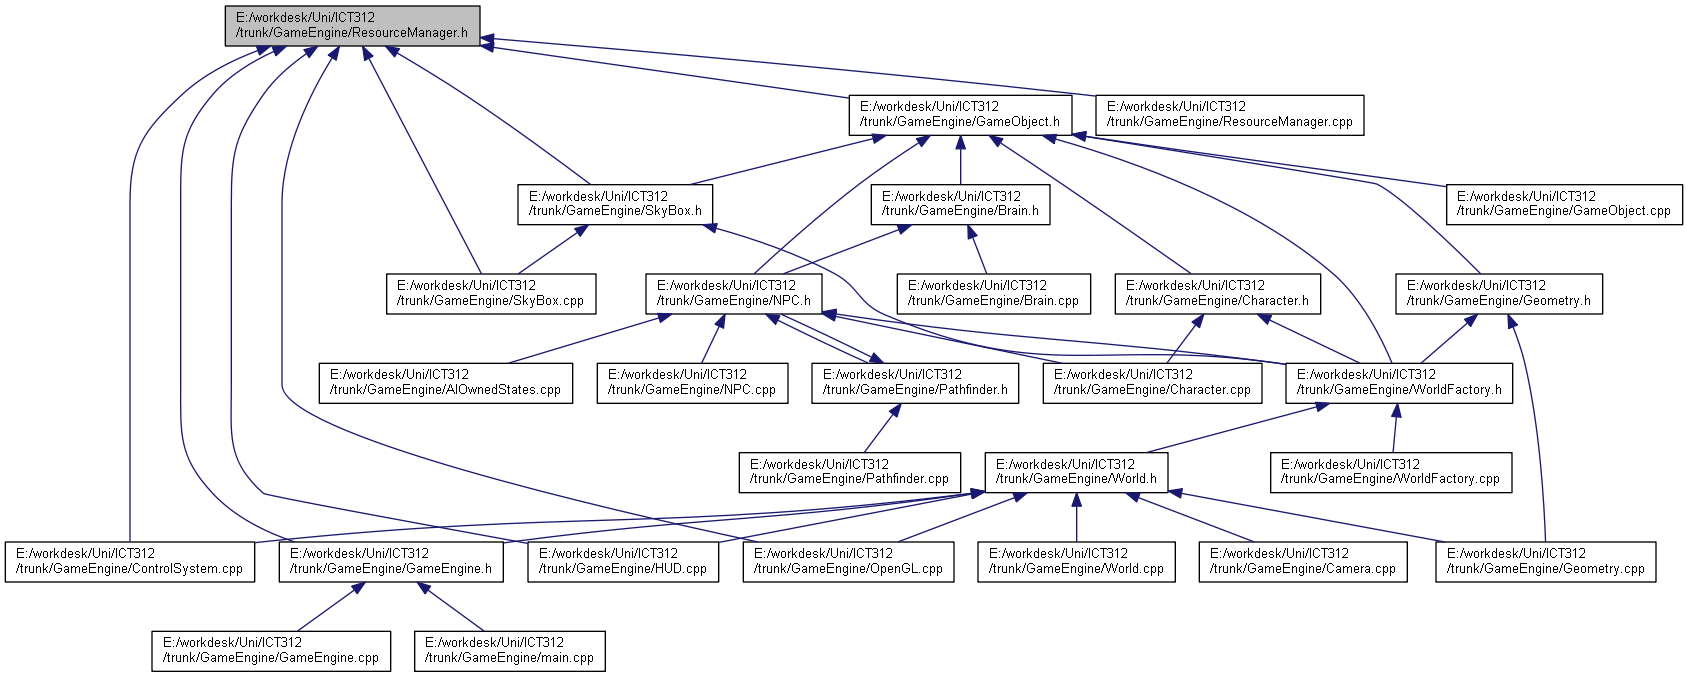 E:/workdesk/Uni/ICT312
/trunk/GameEngine/ResourceManager.h
E:/workdesk/Uni/ICT312
/trunk/GameEngine/GameObject.h
E:/workdesk/Uni/ICT312
/trunk/GameEngine/ResourceManager.cpp
E:/workdesk/Uni/ICT312
/trunk/GameEngine/SkyBox.h
E:/workdesk/Uni/ICT312
/trunk/GameEngine/Brain.h
E:/workdesk/Uni/ICT312
/trunk/GameEngine/GameObject.cpp
E:/workdesk/Uni/ICT312
/trunk/GameEngine/SkyBox.cpp
E:/workdesk/Uni/ICT312
/trunk/GameEngine/NPC.h
E:/workdesk/Uni/ICT312
/trunk/GameEngine/Brain.cpp
E:/workdesk/Uni/ICT312
/trunk/GameEngine/Character.h
E:/workdesk/Uni/ICT312
/trunk/GameEngine/Geometry.h
E:/workdesk/Uni/ICT312
/trunk/GameEngine/AIOwnedStates.cpp
E:/workdesk/Uni/ICT312
/trunk/GameEngine/NPC.cpp
E:/workdesk/Uni/ICT312
/trunk/GameEngine/Pathfinder.h
E:/workdesk/Uni/ICT312
/trunk/GameEngine/Character.cpp
E:/workdesk/Uni/ICT312
/trunk/GameEngine/WorldFactory.h
E:/workdesk/Uni/ICT312
/trunk/GameEngine/Pathfinder.cpp
E:/workdesk/Uni/ICT312
/trunk/GameEngine/World.h
E:/workdesk/Uni/ICT312
/trunk/GameEngine/WorldFactory.cpp
E:/workdesk/Uni/ICT312
/trunk/GameEngine/ControlSystem.cpp
E:/workdesk/Uni/ICT312
/trunk/GameEngine/GameEngine.h
E:/workdesk/Uni/ICT312
/trunk/GameEngine/HUD.cpp
E:/workdesk/Uni/ICT312
/trunk/GameEngine/OpenGL.cpp
E:/workdesk/Uni/ICT312
/trunk/GameEngine/World.cpp
E:/workdesk/Uni/ICT312
/trunk/GameEngine/Camera.cpp
E:/workdesk/Uni/ICT312
/trunk/GameEngine/Geometry.cpp
E:/workdesk/Uni/ICT312
/trunk/GameEngine/GameEngine.cpp
E:/workdesk/Uni/ICT312
/trunk/GameEngine/main.cpp